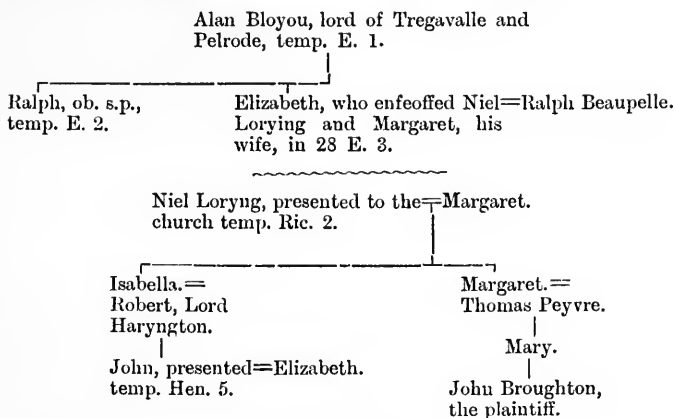 Alan Bloyou, lord of Tregavalle and
Pelrode, temp. E. 1.
Ralph, ob. s.p.,
temp. E. 2.
Elizabeth, who enfeoffed Niel=Ralph Beaupelle.
Lorying and Margaret, his
wife, in 28 E. 3.
Niel Loryng, presented to the=Margaret.
church temp. Ric. 2.
Isabella.=
Robert, Lord
Haryngton.
John, presented=Elizabeth.
temp. Hen. 5.
Margaret.=
Thomas Peyvre.
Mary.
John Broughton,
the plaintiff.